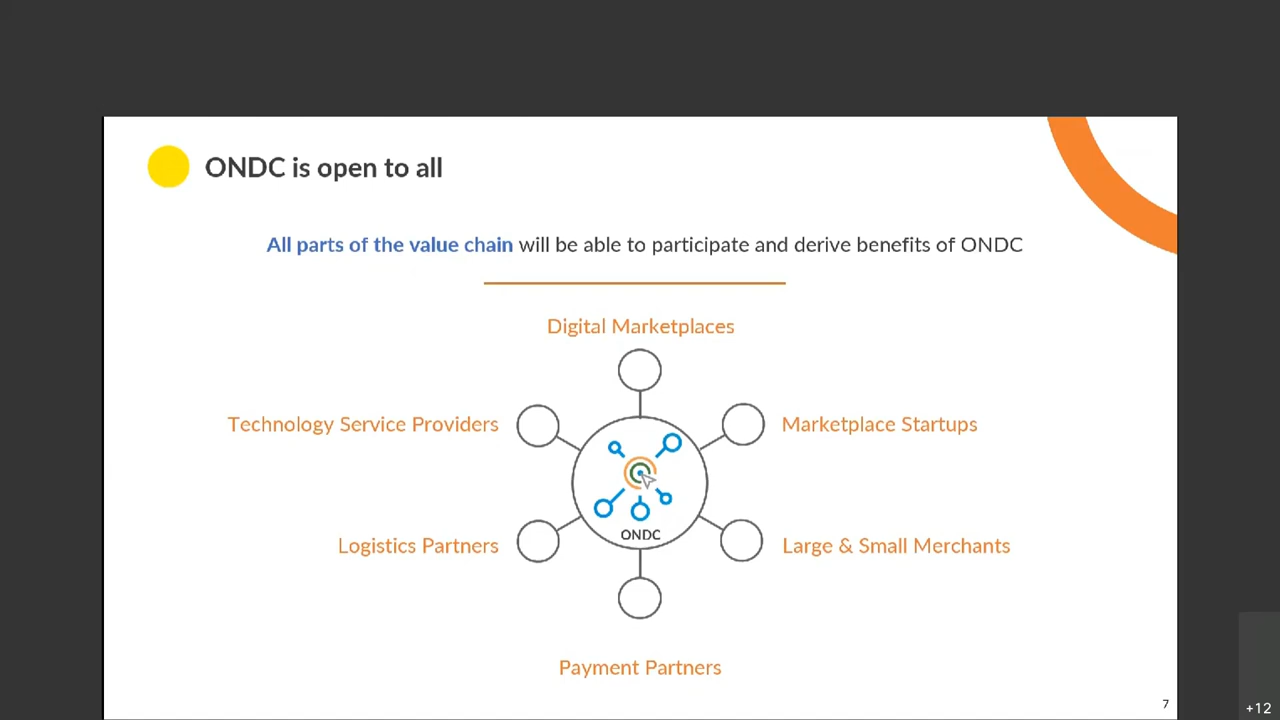 ONDC is open to all
All parts of the value chain will be able to participate and derive benefits of ONDC
Digital Marketplaces
Technology Service Providers
Marketplace Startups
ONDC
Logistics Partners
Large & Small Merchants
Payment Partners
7
+12